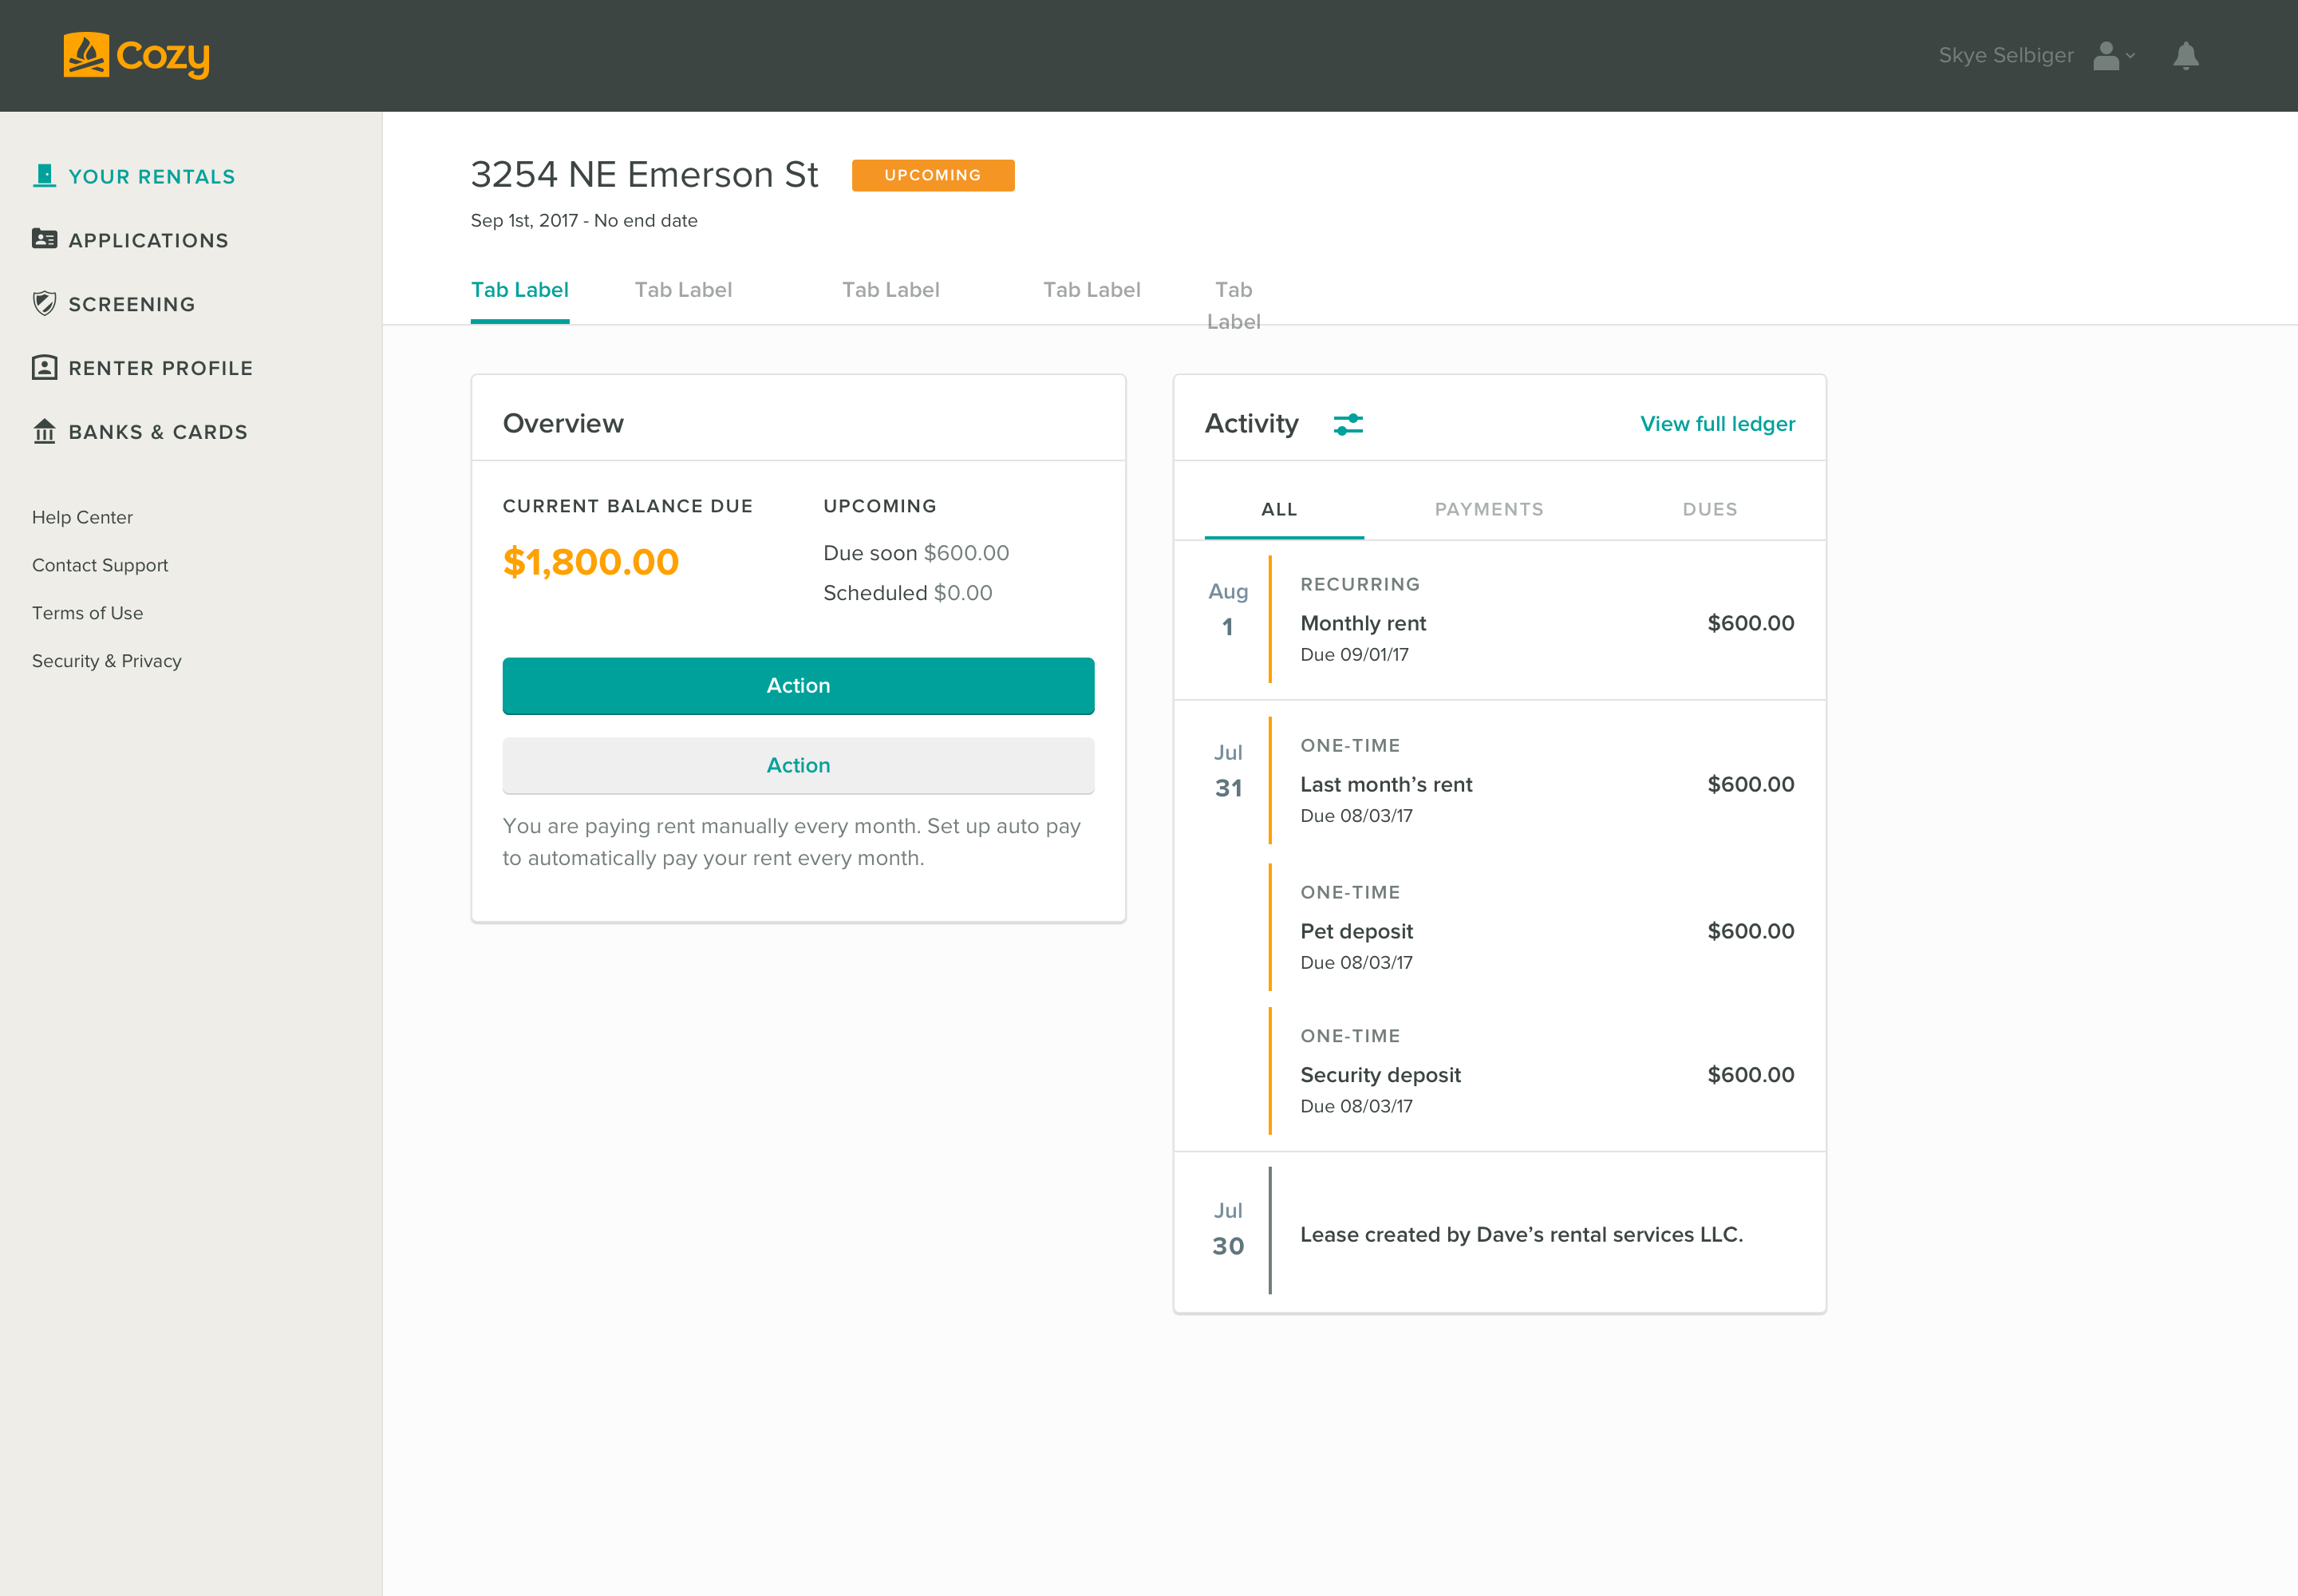 Cozy
Skye Selbiger
YOUR RENTALS
APPLICATIONS
SCREENING
RENTER PROFILE
BANKS & CARDS
Help Center
Contact Support
Terms of Use
Security & Privacy
3254 NE Emerson St
UPCOMING
Sep 1st, 2017 - No end date
Tab Label
Tab Label
Tab Label
Tab Label
Tab
Label
Overview
CURRENT BALANCE DUE
$1,800.00
UPCOMING
Due soon $600.00
Scheduled $0.00
Action
Action
You are paying rent manually every month. Set up auto pay
to automatically pay your rent every month.
Activity
View full ledger
ALL
PAYMENTS
DUES
Aug
1
RECURRING
Monthly rent
$600.00
Due 09/01/17
Jul
31
ONE-TIME
Last month’s rent
$600.00
Due 08/03/17
ONE-TIME
Pet deposit
$600.00
Due 08/03/17
ONE-TIME
Security deposit
$600.00
Due 08/03/17
Jul
30
Lease created by Dave’s rental services LLC.